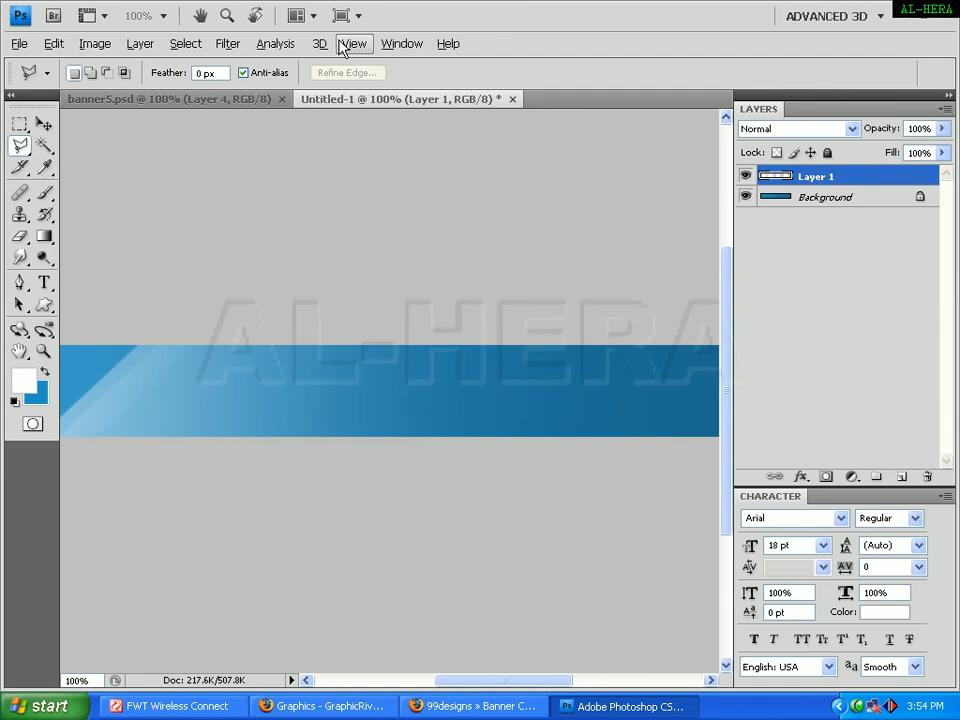 Ps Br 100% ADVANCED 3D AL-HERA
File Edit Image Layer Select Filter Analysis 3D View Window Help
Feather: 0 px Anti-alias Refine Edge...
banner5.psd @ 100% (Layer 4, RGB/8) Untitled-1 @ 100% (Layer 1, RGB/8) *
LAYERS
Normal Opacity: 100%
Lock: Fill: 100%
Layer 1
Background
AL-HERA
CHARACTER
Arial Regular
18 pt (Auto)
0
100% 100%
0 pt Color:
English: USA Smooth
100% Doc: 217.6K/507.8K
start FWT Wireless Connect Graphics - GraphicRiv... 99designs » Banner C... Adobe Photoshop CS... 3:54 PM